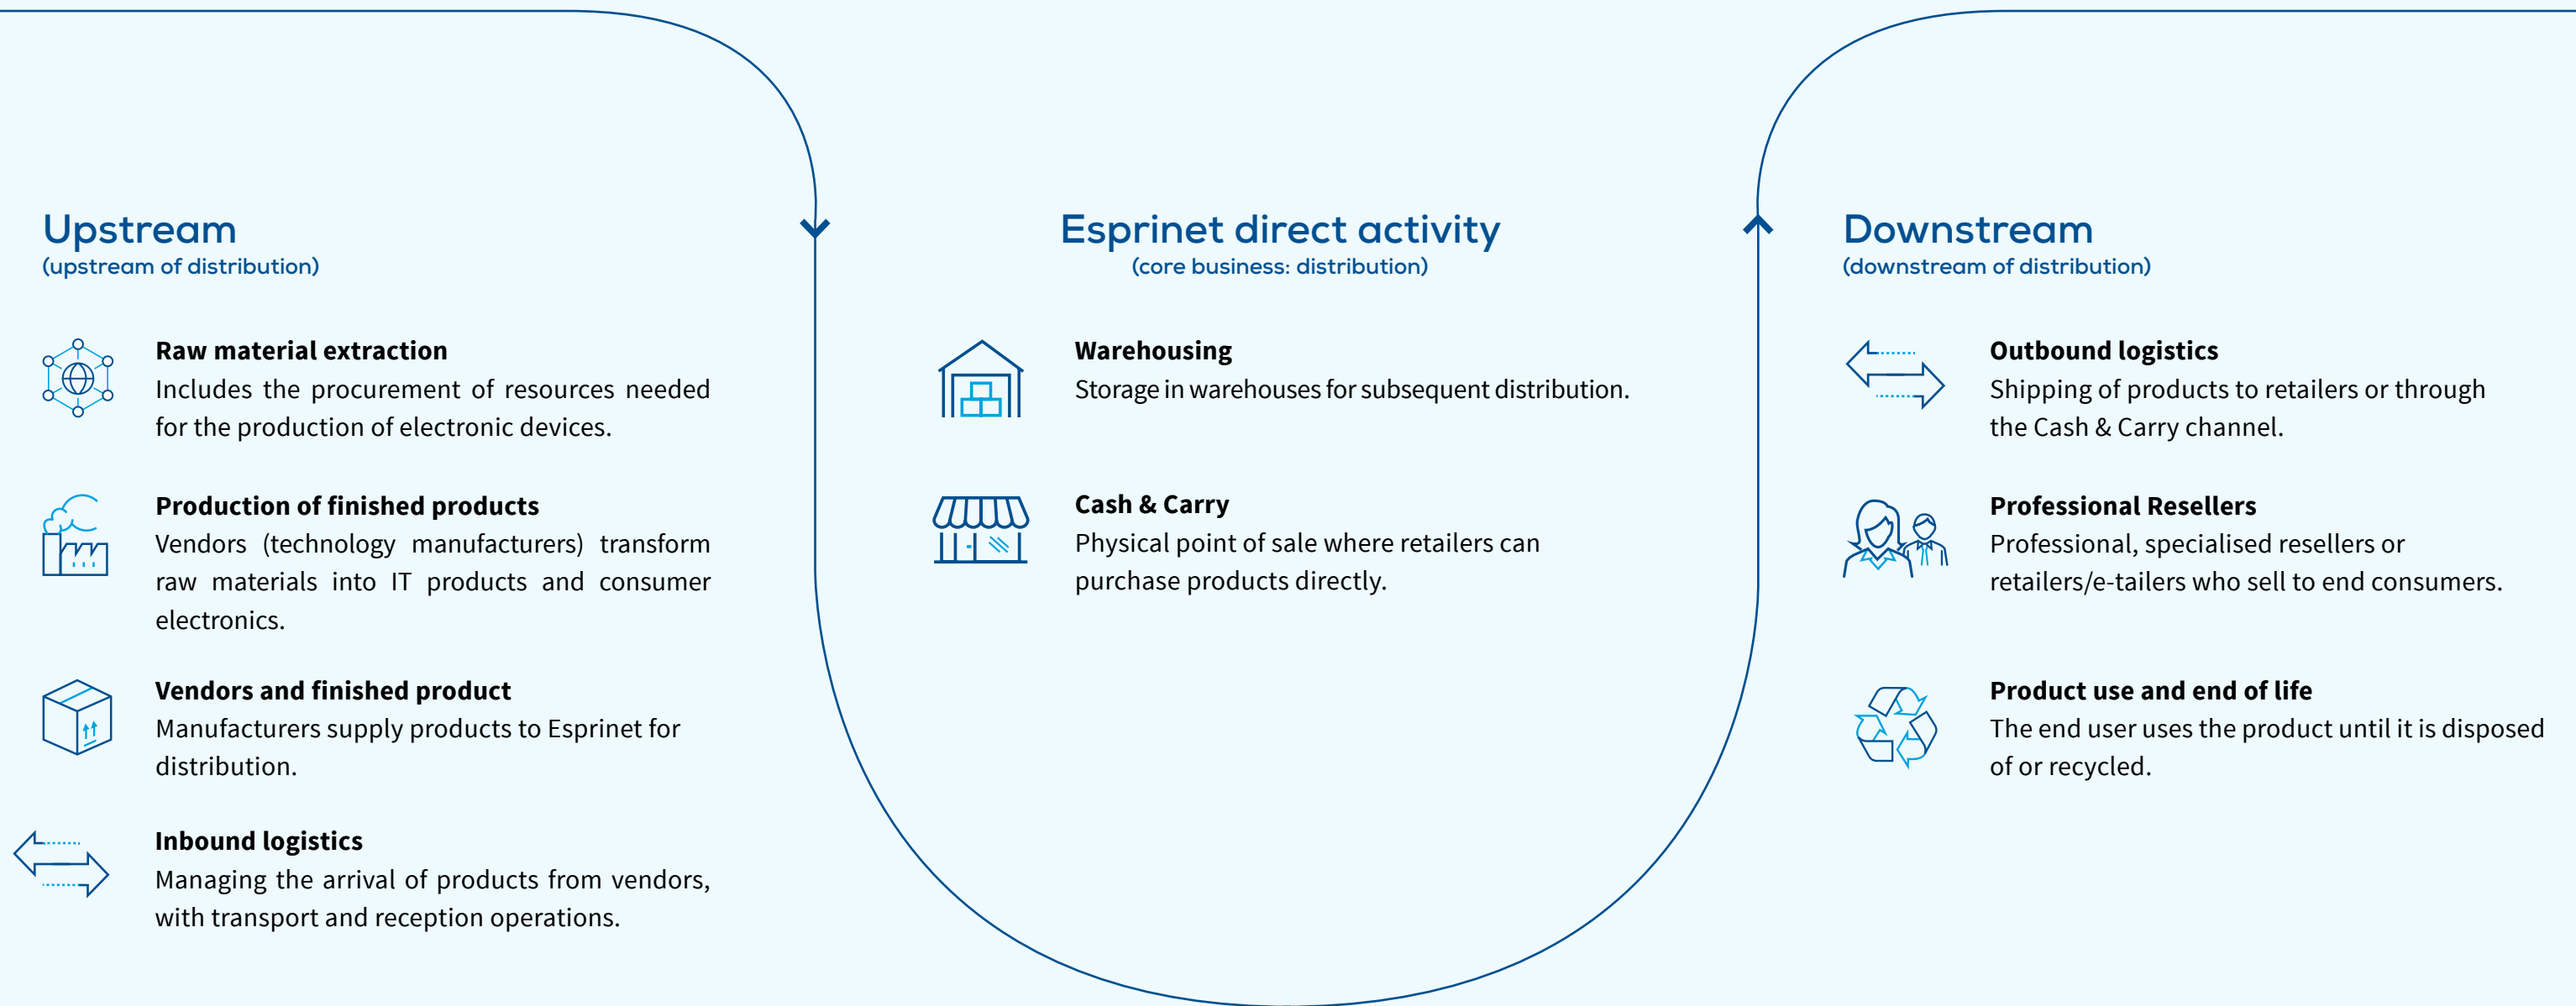 Upstream
(upstream of distribution)
Raw material extraction
Includes the procurement of resources needed
for the production of electronic devices.
Production of finished products
Vendors (technology manufacturers) transform
raw materials into IT products and consumer
electronics.
Vendors and finished product
Manufacturers supply products to Esprinet for
distribution.
Inbound logistics
Managing the arrival of products from vendors,
with transport and reception operations.
Esprinet direct activity
(core business: distribution)
Warehousing
Storage in warehouses for subsequent distribution.
Cash & Carry
Physical point of sale where retailers can
purchase products directly.
Downstream
(downstream of distribution)
Outbound logistics
Shipping of products to retailers or through
the Cash & Carry channel.
Professional Resellers
Professional, specialised resellers or
retailers/e-tailers who sell to end consumers.
Product use and end of life
The end user uses the product until it is disposed
of or recycled.